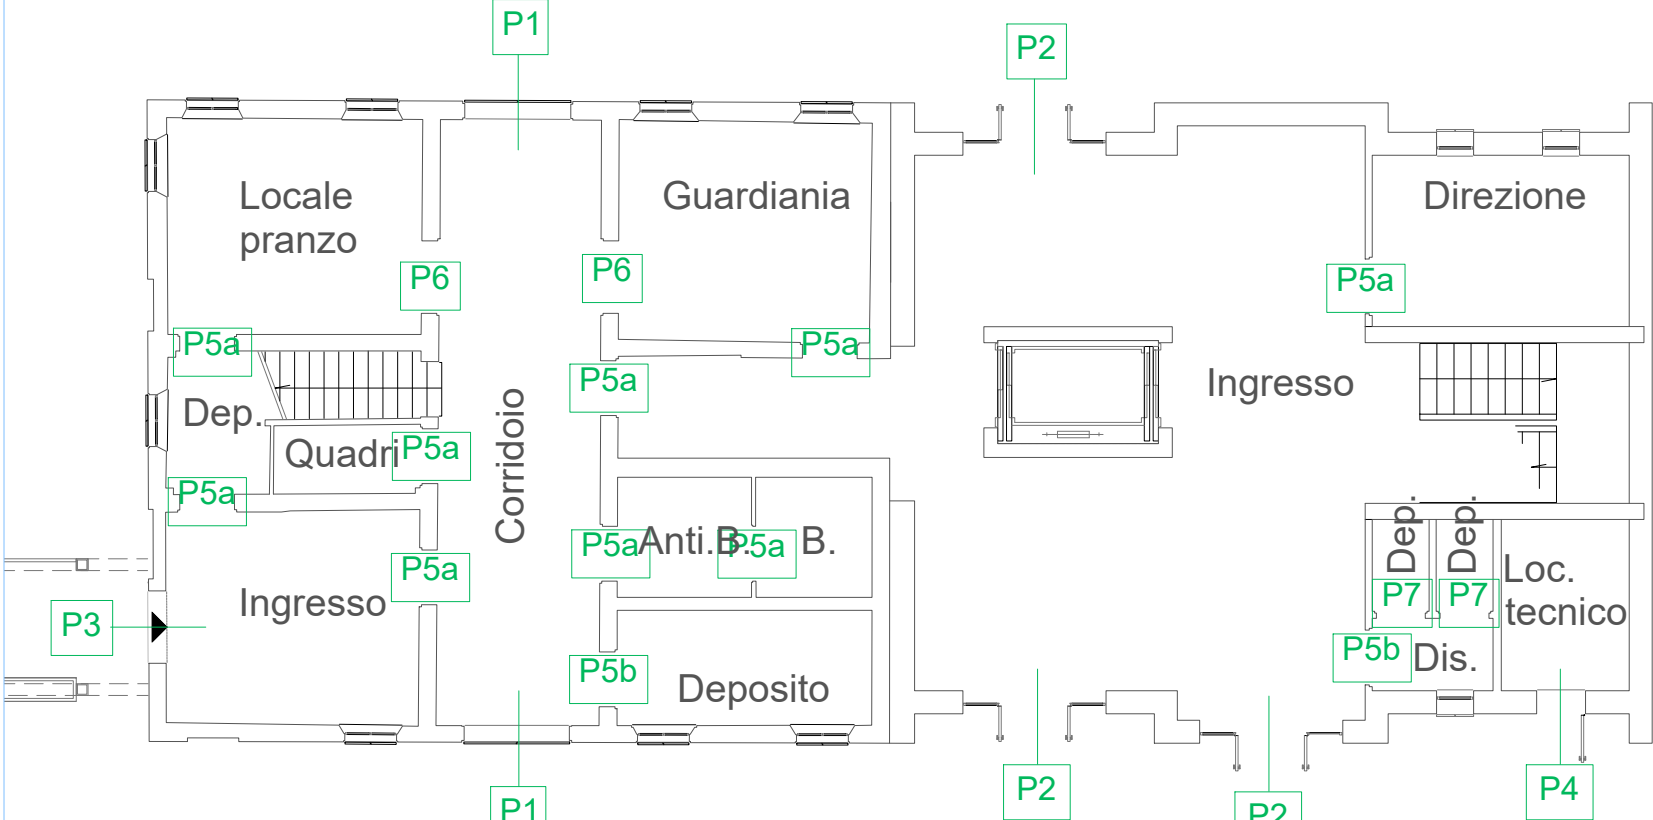 P1
P2
Locale
pranzo
Guardiania
Direzione
P6
P6
P5a
P5a
P5a
P5a
Ingresso
Dep.
Corridoio
Quadri
P5a
P5a
Dep.
Dep.
Anti.B.
B.
P5a
P5a
P5a
Loc.
tecnico
Ingresso
P7
P7
P3
P5b
Dis.
P5b
Deposito
P2
P4
P1
P2